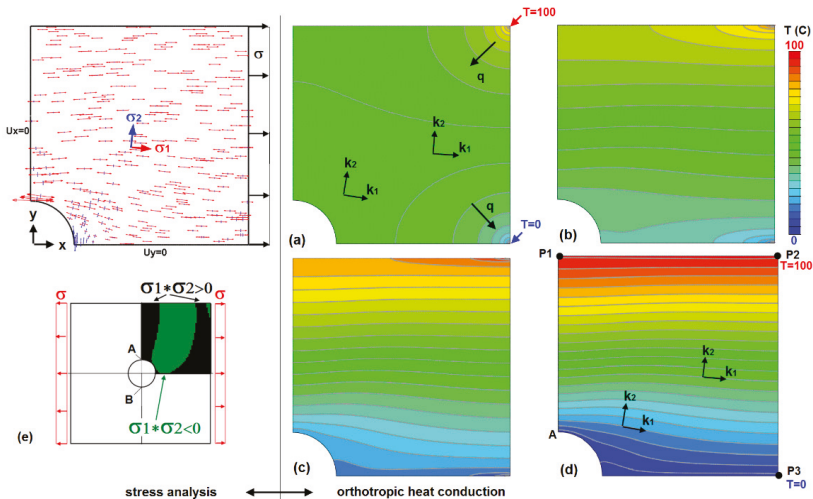 σ
Ux=0
σ2
σ1
y
x
Uy=0
T=100
q
k2
k1
k2
k1
q
(a)
T=0
(b)
T (C)
100
0
σ
σ1*σ2>0
σ
A
B
(e)
σ1*σ2<0
(c)
P1
P2
T=100
k2
k1
k2
k1
A
(d)
P3
T=0
stress analysis
orthotropic heat conduction